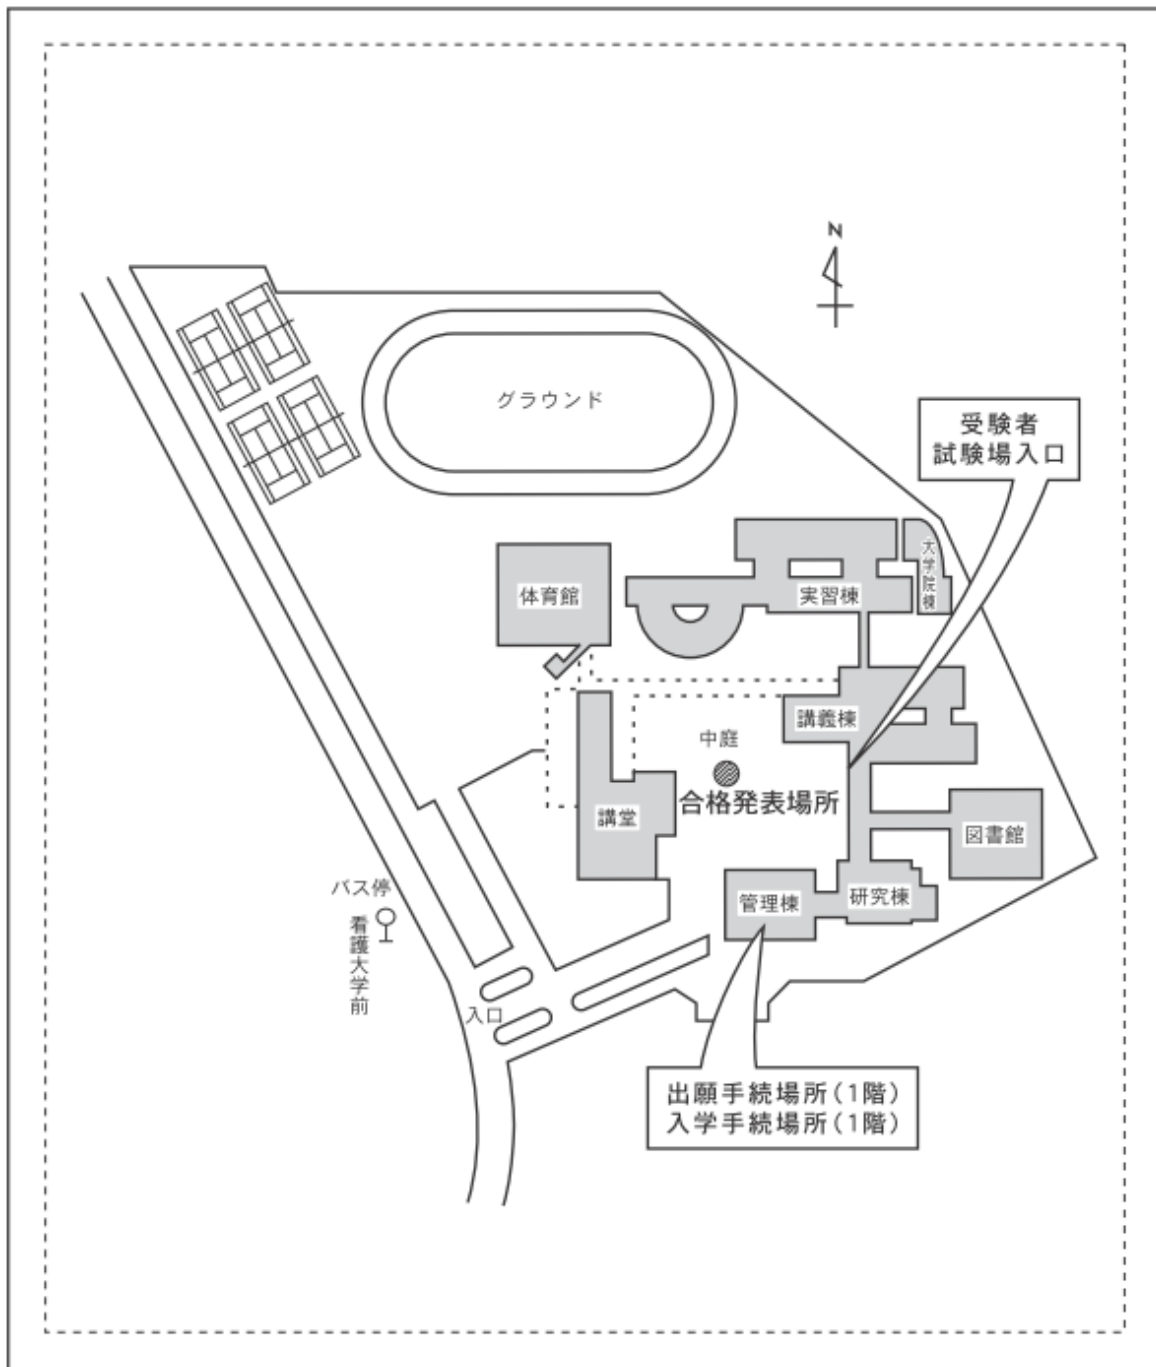 N
グラウンド
受験者
試験場入口
大学院棟
体育館
実習棟
講義棟
中庭
合格発表場所
講堂
図書館
バス停
看護大学前
管理棟
研究棟
入口
出願手続場所(1階)
入学手続場所(1階)